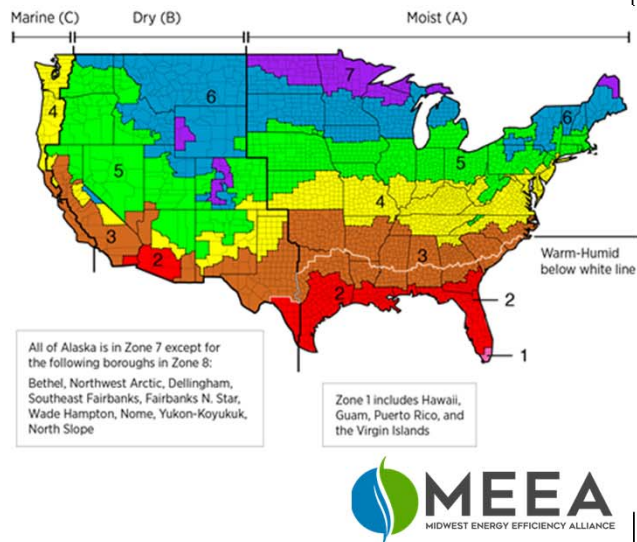 Marine (C) Dry (B) Moist (A)
7
6
6
4
5
5
4
3
3
Warm-Humid
below white line
2
2
2
1
All of Alaska is in Zone 7 except for
the following boroughs in Zone 8:
Bethel, Northwest Arctic, Dellingham,
Southeast Fairbanks, Fairbanks N. Star,
Wade Hampton, Nome, Yukon-Koyukuk,
North Slope
Zone 1 includes Hawaii,
Guam, Puerto Rico, and
the Virgin Islands
MEEA
MIDWEST ENERGY EFFICIENCY ALLIANCE